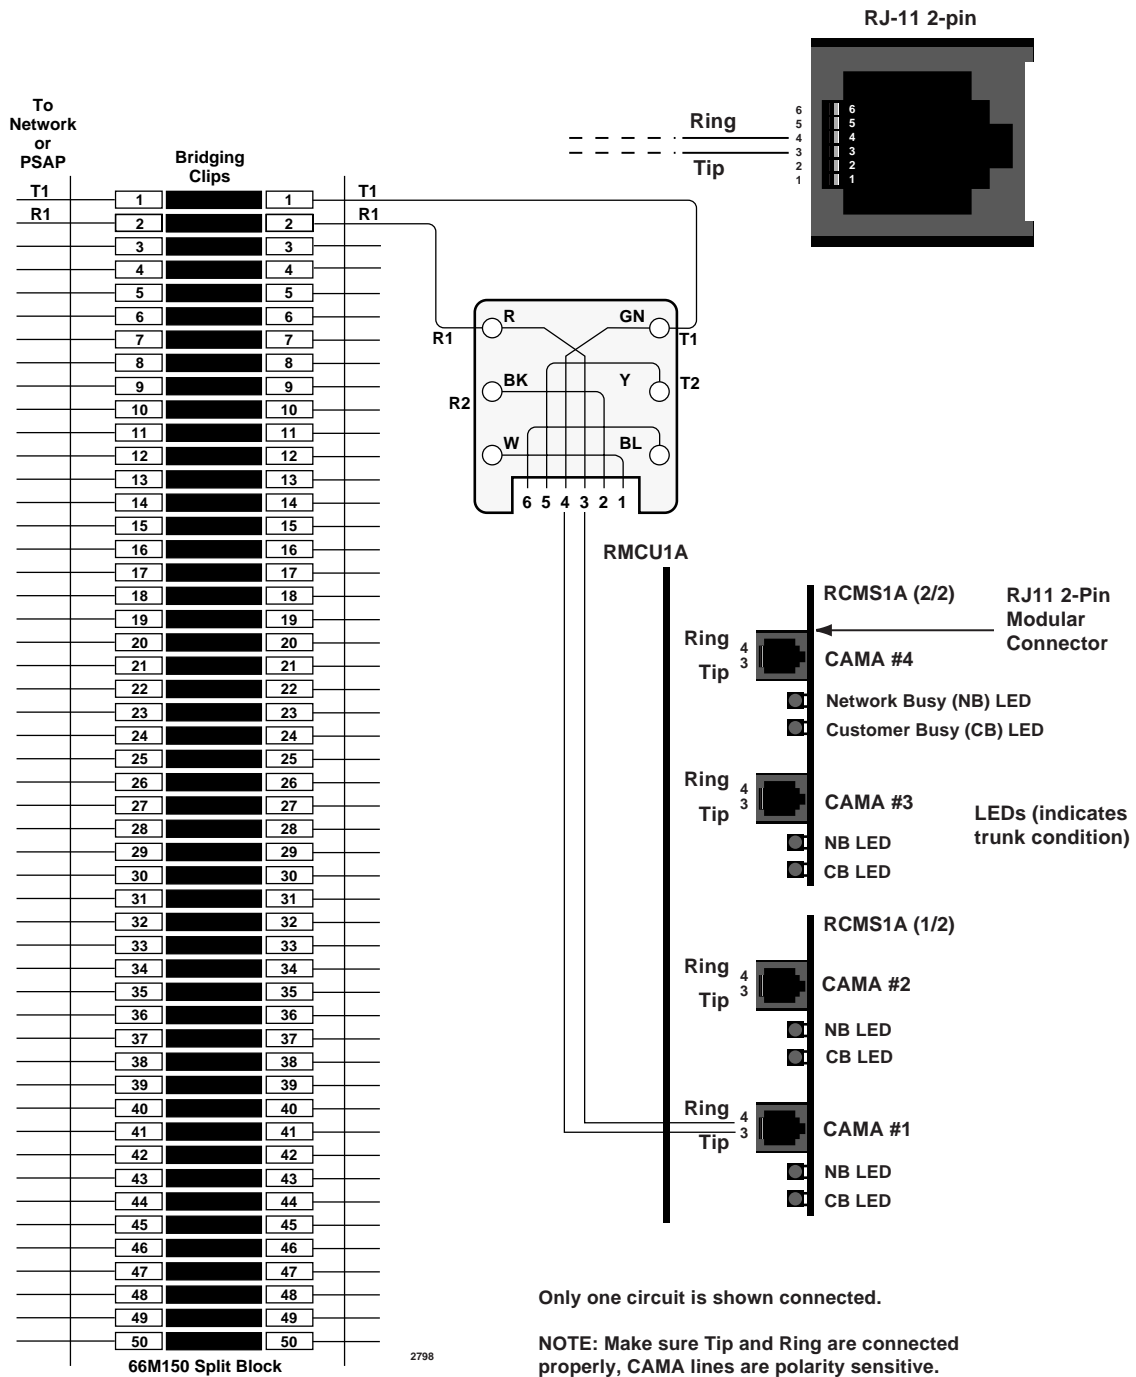 RJ-11 2-pin
To
Network
or
PSAP
Bridging
Clips
Ring
Tip
6 6
5 5
4 4
3 3
2 2
1 1
T1 T1
R1 R1
1 1
2 2
3 3
4 4
5 5
6 6
7 7
8 8
9 9
10 10
11 11
12 12
13 13
14 14
15 15
16 16
17 17
18 18
19 19
20 20
21 21
22 22
23 23
24 24
25 25
26 26
27 27
28 28
29 29
30 30
31 31
32 32
33 33
34 34
35 35
36 36
37 37
38 38
39 39
40 40
41 41
42 42
43 43
44 44
45 45
46 46
47 47
48 48
49 49
50 50
66M150 Split Block
2798
R GN
R1 T1
BK Y T2
R2
W BL
6 5 4 3 2 1
RMCU1A
RCMS1A (2/2)
RJ11 2-Pin
Modular
Connector
Ring 4
Tip 3
CAMA #4
Network Busy (NB) LED
Customer Busy (CB) LED
Ring 4
Tip 3
CAMA #3
NB LED
CB LED
LEDs (indicates
trunk condition)
RCMS1A (1/2)
Ring 4
Tip 3
CAMA #2
NB LED
CB LED
Ring 4
Tip 3
CAMA #1
NB LED
CB LED
Only one circuit is shown connected.
NOTE: Make sure Tip and Ring are connected
properly, CAMA lines are polarity sensitive.